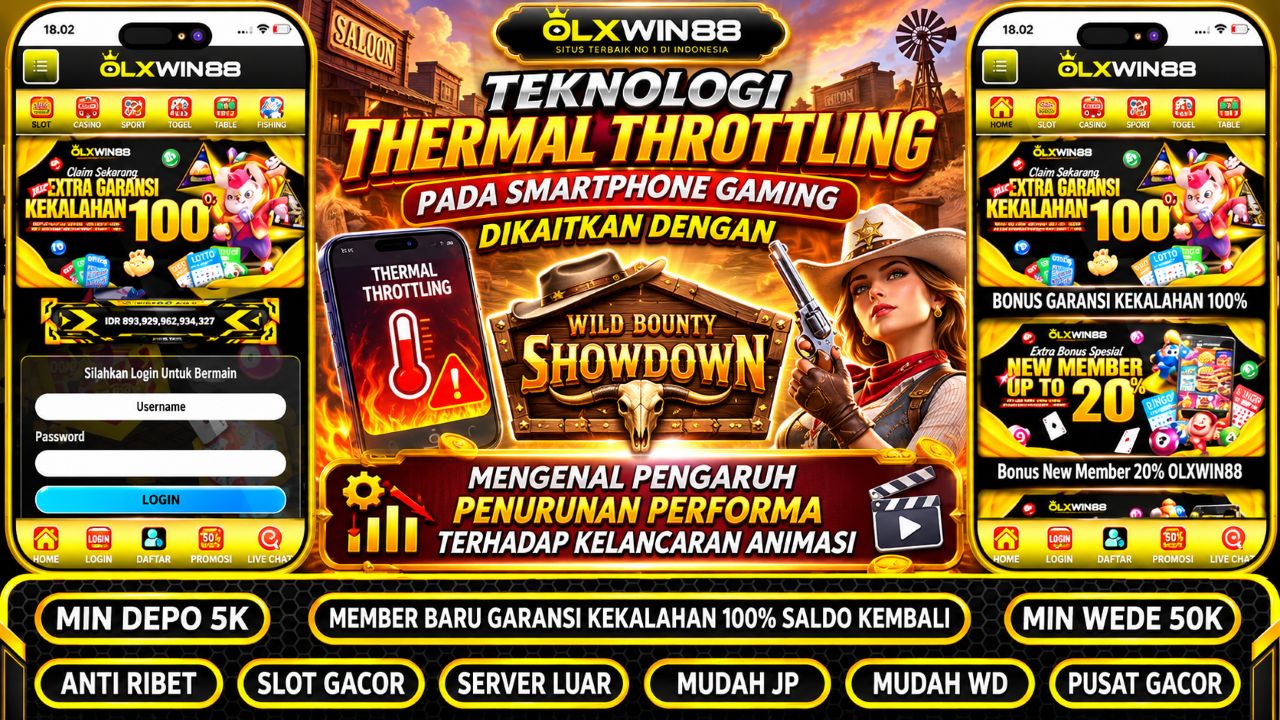 OLXWIN88
SITUS TERBAIK NO 1 DI INDONESIA
TEKNOLOGI
THERMAL THROTTLING
PADA SMARTPHONE GAMING
DIKAITKAN DENGAN
SALOON
THERMAL
THROTTLING
WILD BOUNTY
SHOWDOWN
MENGENAL PENGARUH
PENURUNAN PERFORMA
TERHADAP KELANCARAN ANIMASI
18.02
OLXWIN88
SLOT CASINO SPORT TOGEL TABLE FISHING
OLXWIN88
Claim Sekarang
EXTRA GARANSI
KEKALAHAN 100%
LOTTO
IDR 893,929,962,934,327
Silahkan Login Untuk Bermain
Username
Password
LOGIN
HOME LOGIN DAFTAR PROMOSI LIVE CHAT
18.02
OLXWIN88
HOME SLOT CASINO SPORT TOGEL TABLE
OLXWIN88
Claim Sekarang
EXTRA GARANSI
KEKALAHAN 100%
LOTTO
BONUS GARANSI KEKALAHAN 100%
OLXWIN88
Extra Bonus Spesial
NEW MEMBER
UP TO 20%
BINGO
Bonus New Member 20% OLXWIN88
OLXWIN88
HOME LOGIN DAFTAR PROMOSI LIVE CHAT
MIN DEPO 5K
MEMBER BARU GARANSI KEKALAHAN 100% SALDO KEMBALI
MIN WEDE 50K
ANTI RIBET
SLOT GACOR
SERVER LUAR
MUDAH JP
MUDAH WD
PUSAT GACOR